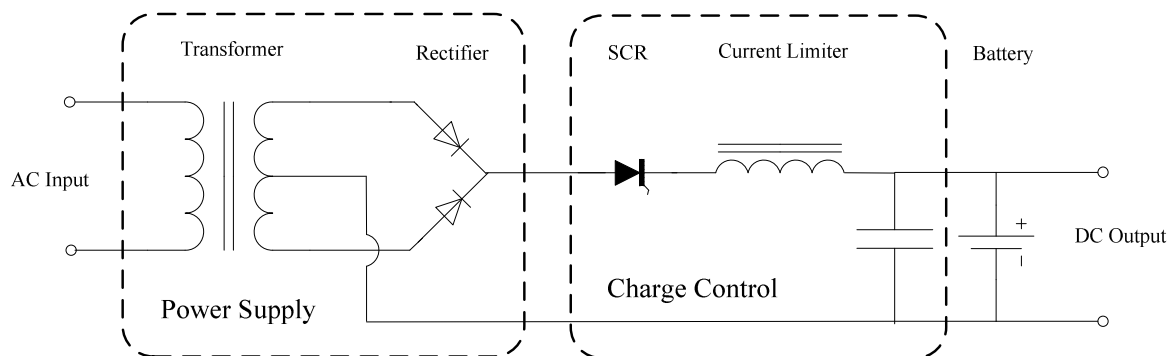 Transformer
Rectifier
SCR
Current Limiter
Battery
AC Input
+
−
DC Output
Power Supply
Charge Control